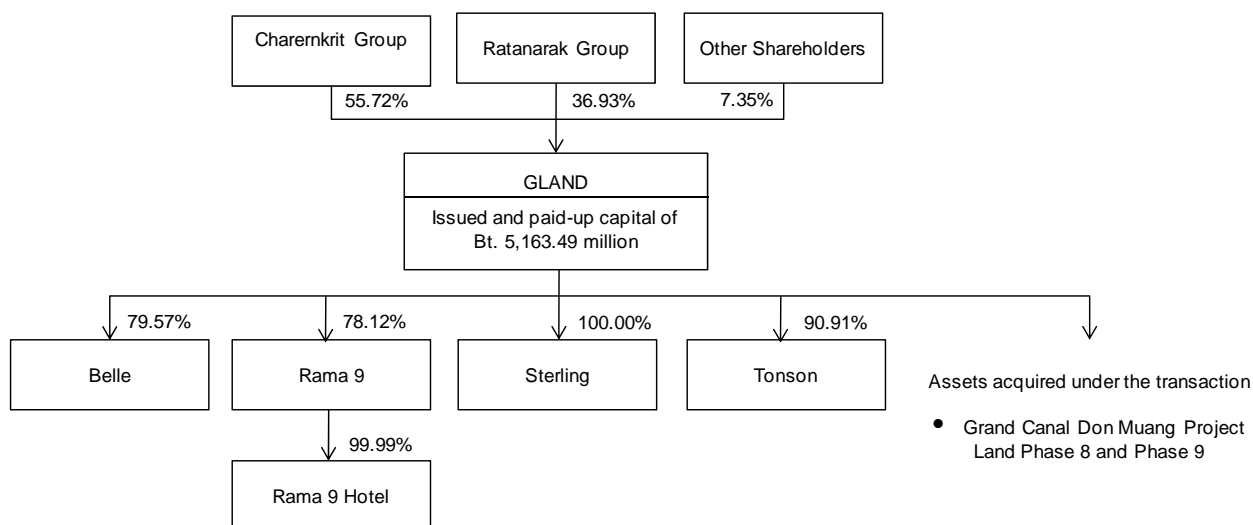 Charernkrit Group
Ratanarak Group
Other Shareholders
55.72%
36.93%
7.35%
GLAND
Issued and paid-up capital of
Bt. 5,163.49 million
79.57%
78.12%
100.00%
90.91%
Belle
Rama 9
Sterling
Tonson
Assets acquired under the transaction
• Grand Canal Don Muang Project
Land Phase 8 and Phase 9
99.99%
Rama 9 Hotel